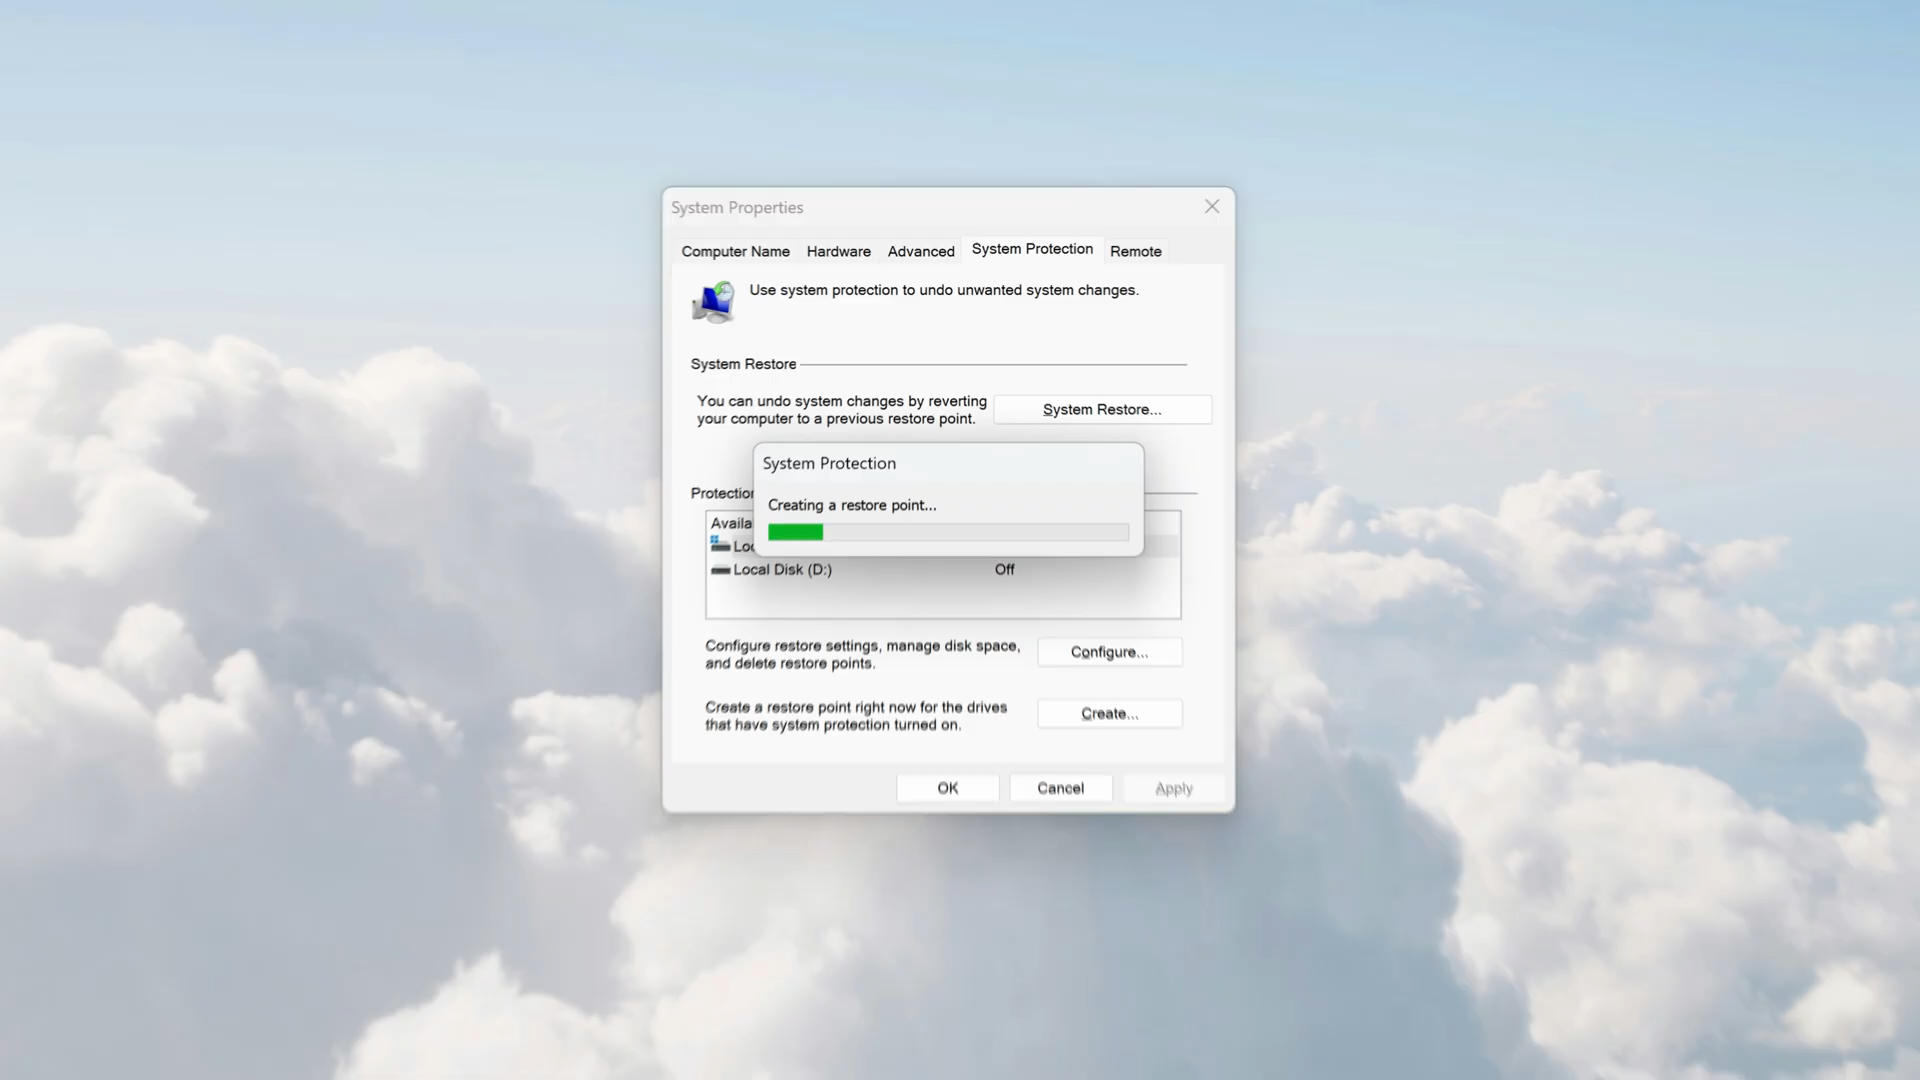 System Properties
Computer Name Hardware Advanced System Protection Remote
Use system protection to undo unwanted system changes.
System Restore
You can undo system changes by reverting
your computer to a previous restore point.
System Restore...
System Protection
Creating a restore point...
Local Disk (D:) Off
Configure restore settings, manage disk space,
and delete restore points.
Configure...
Create a restore point right now for the drives
that have system protection turned on.
Create...
OK Cancel Apply